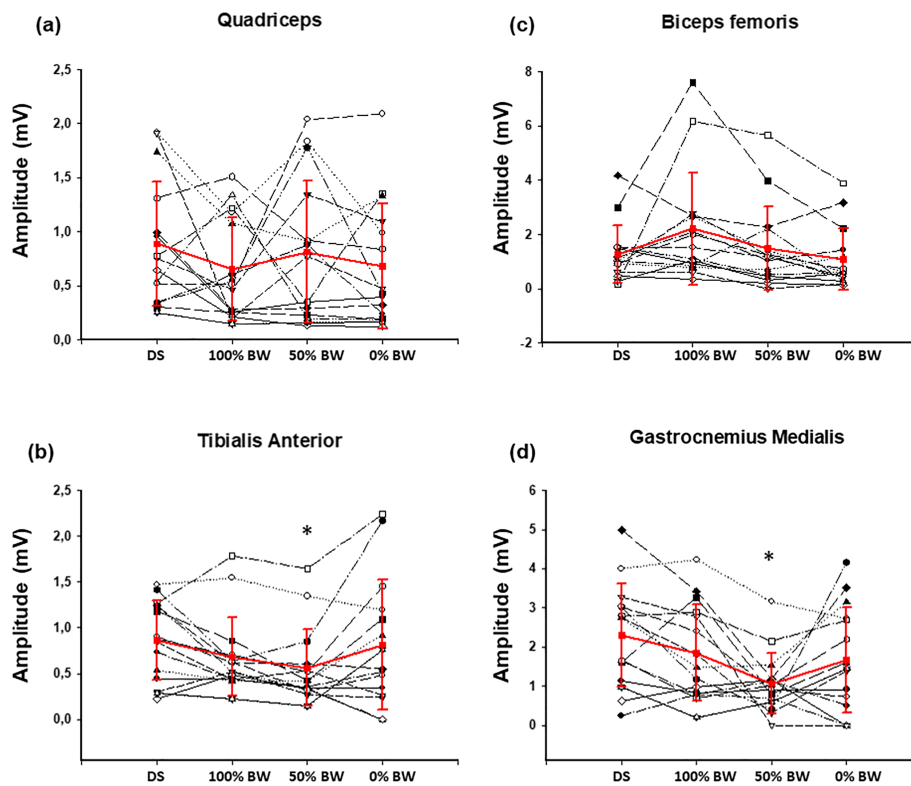 (a)
Quadriceps
Amplitude (mV)
2,5
2,0
1,5
1,0
0,5
0,0
DS 100% BW 50% BW 0% BW
(c)
Biceps femoris
Amplitude (mV)
8
6
4
2
0
-2
DS 100% BW 50% BW 0% BW
(b)
Tibialis Anterior
Amplitude (mV)
2,5
2,0
1,5
1,0
0,5
0,0
*
DS 100% BW 50% BW 0% BW
(d)
Gastrocnemius Medialis
Amplitude (mV)
6
5
4
3
2
1
0
*
DS 100% BW 50% BW 0% BW